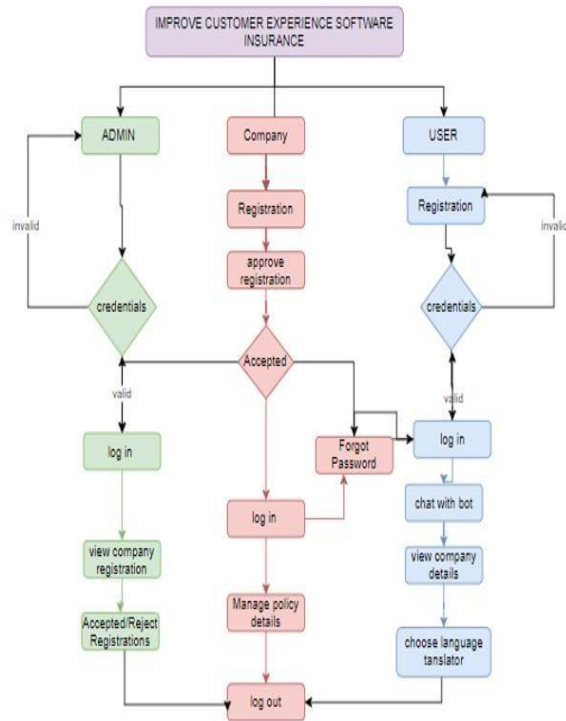 IMPROVE CUSTOMER EXPERIENCE SOFTWARE
INSURANCE
ADMIN
Company
USER
Registration
Registration
invalid
invalid
approve
registration
credentials
credentials
Accepted
valid
valid
log in
Forgot
Password
log in
log in
chat with bot
view company
registration
view company
details
Manage policy
details
Accepted/Reject
Registrations
choose language
tanslator
log out